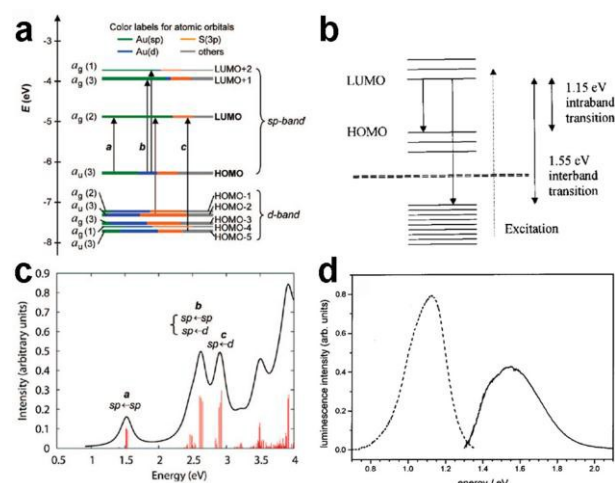 a
Color labels for atomic orbitals
Au(sp) S(3p)
Au(d) others
E (eV)
-3
-4
-5
-6
-7
-8
ag (1)
ag (3)
ag (2)
au (3)
ag (2)
au (3)
ag (3)
ag (1)
au (3)
LUMO+2
LUMO+1
LUMO
HOMO
HOMO-1
HOMO-2
HOMO-3
HOMO-4
HOMO-5
sp-band
d-band
a
b
c
b
LUMO
HOMO
1.15 eV
intraband
transition
1.55 eV
interband
transition
Excitation
c
Intensity (arbitrary units)
0.9
0.8
0.7
0.6
0.5
0.4
0.3
0.2
0.1
0
a
sp←sp
b
sp←sp
sp←d
c
sp←d
0.5 1 1.5 2 2.5 3 3.5 4
Energy (eV)
d
luminescence intensity (arb. units)
0.8
0.6
0.4
0.2
0.0
0.8 1.0 1.2 1.4 1.6 1.8 2.0
energy / eV